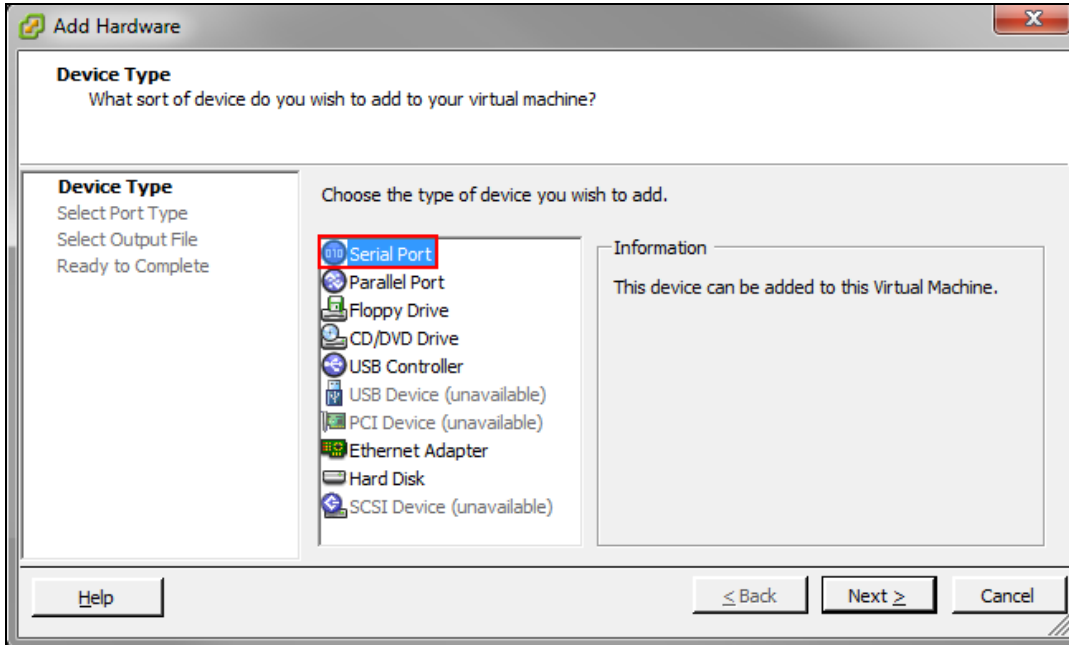 Add Hardware
Device Type
What sort of device do you wish to add to your virtual machine?
Device Type
Select Port Type
Select Output File
Ready to Complete
Choose the type of device you wish to add.
Serial Port
Parallel Port
Floppy Drive
CD/DVD Drive
USB Controller
USB Device (unavailable)
PCI Device (unavailable)
Ethernet Adapter
Hard Disk
SCSI Device (unavailable)
Information
This device can be added to this Virtual Machine.
Help
< Back
Next >
Cancel